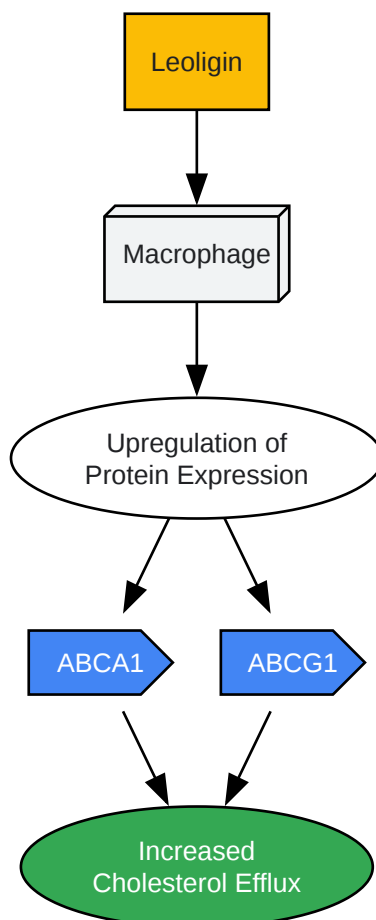 Leoligin
Macrophage
Upregulation of
Protein Expression
ABCA1
ABCG1
Increased
Cholesterol Efflux